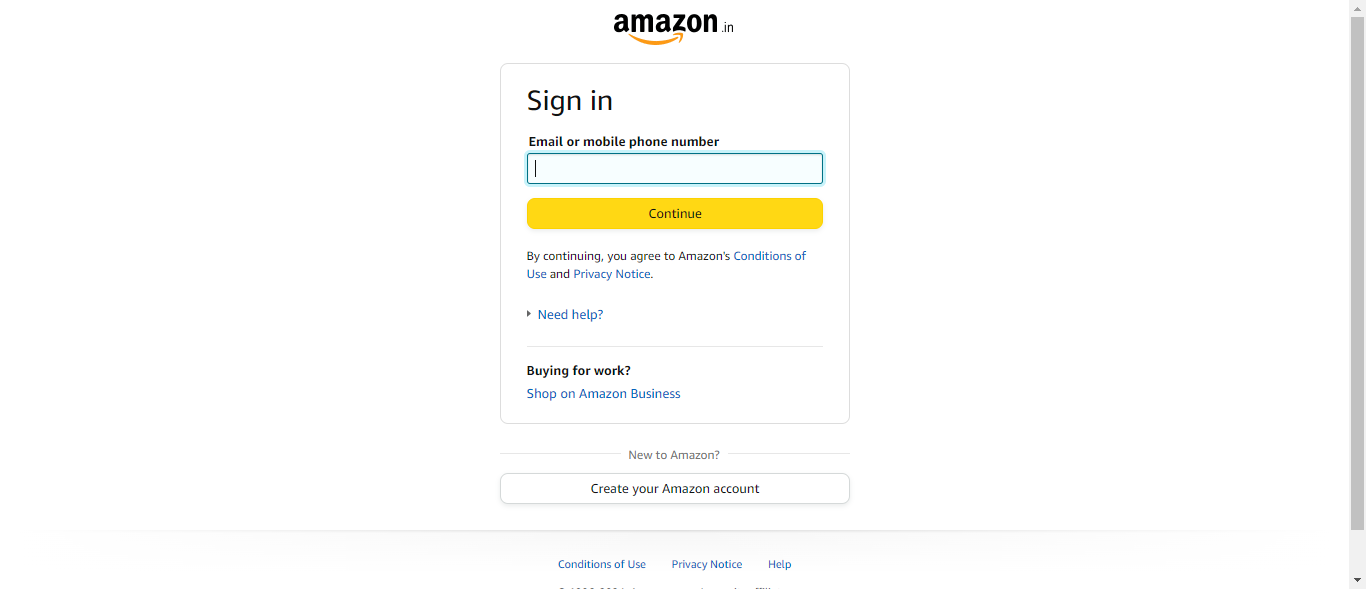 amazon.in
Sign in
Email or mobile phone number
Continue
By continuing, you agree to Amazon's Conditions of
Use and Privacy Notice.
Need help?
Buying for work?
Shop on Amazon Business
New to Amazon?
Create your Amazon account
Conditions of Use Privacy Notice Help